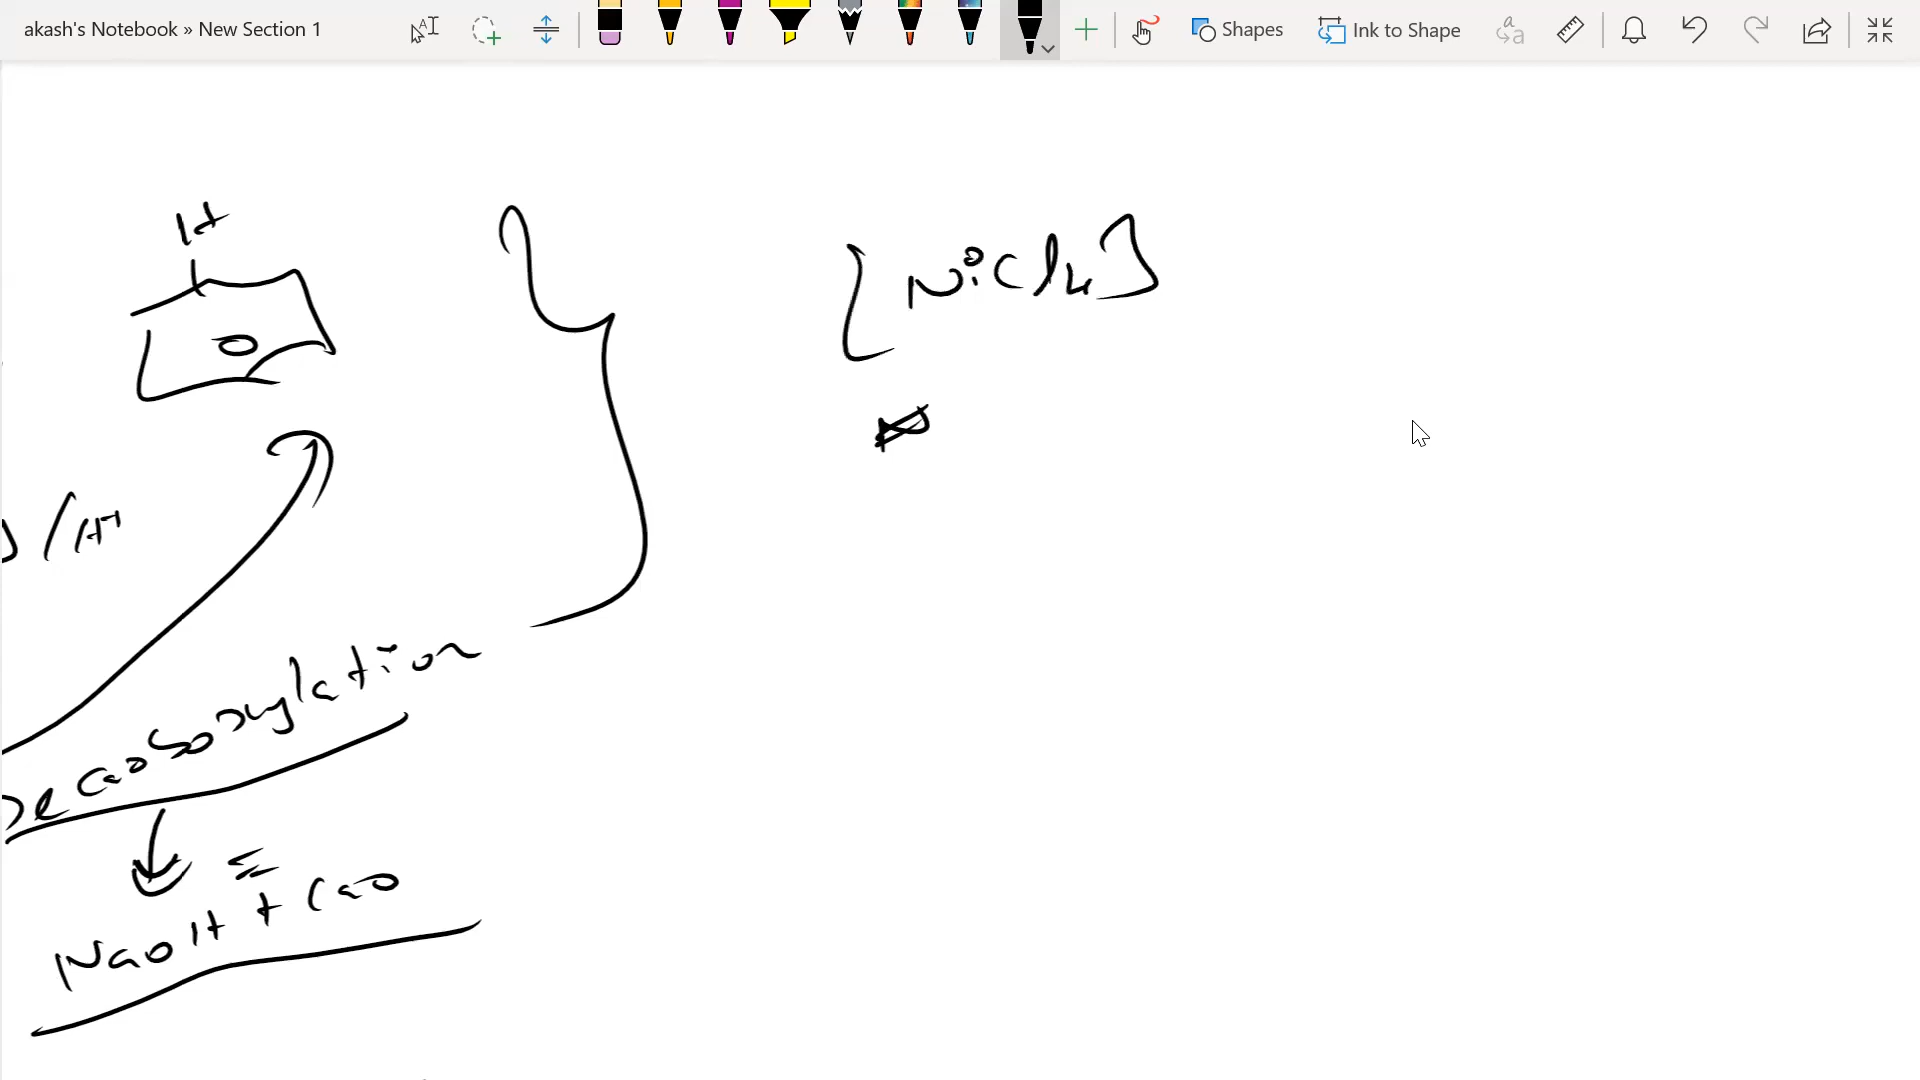 akash's Notebook » New Section 1
Shapes
Ink to Shape
H
O
[NiCl4]
/H+
Decarboxylation
NaOH + CaO